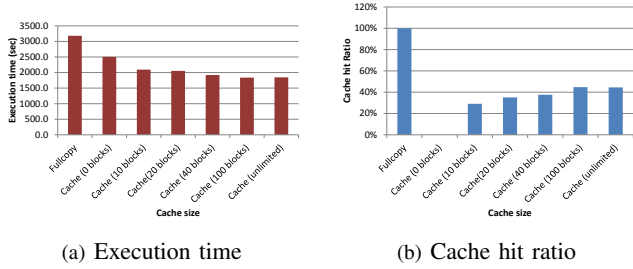 3500.0
3000.0
2500.0
2000.0
1500.0
1000.0
500.0
0.0
Execution time (sec)
Fullcopy
Cache (0 blocks)
Cache (10 blocks)
Cache(20 blocks)
Cache (40 blocks)
Cache (100 blocks)
Cache (unlimited)
Cache size
(a) Execution time
120%
100%
80%
60%
40%
20%
0%
Cache hit Ratio
Fullcopy
Cache (0 blocks)
Cache (10 blocks)
Cache(20 blocks)
Cache (40 blocks)
Cache (100 blocks)
Cache (unlimited)
Cache size
(b) Cache hit ratio